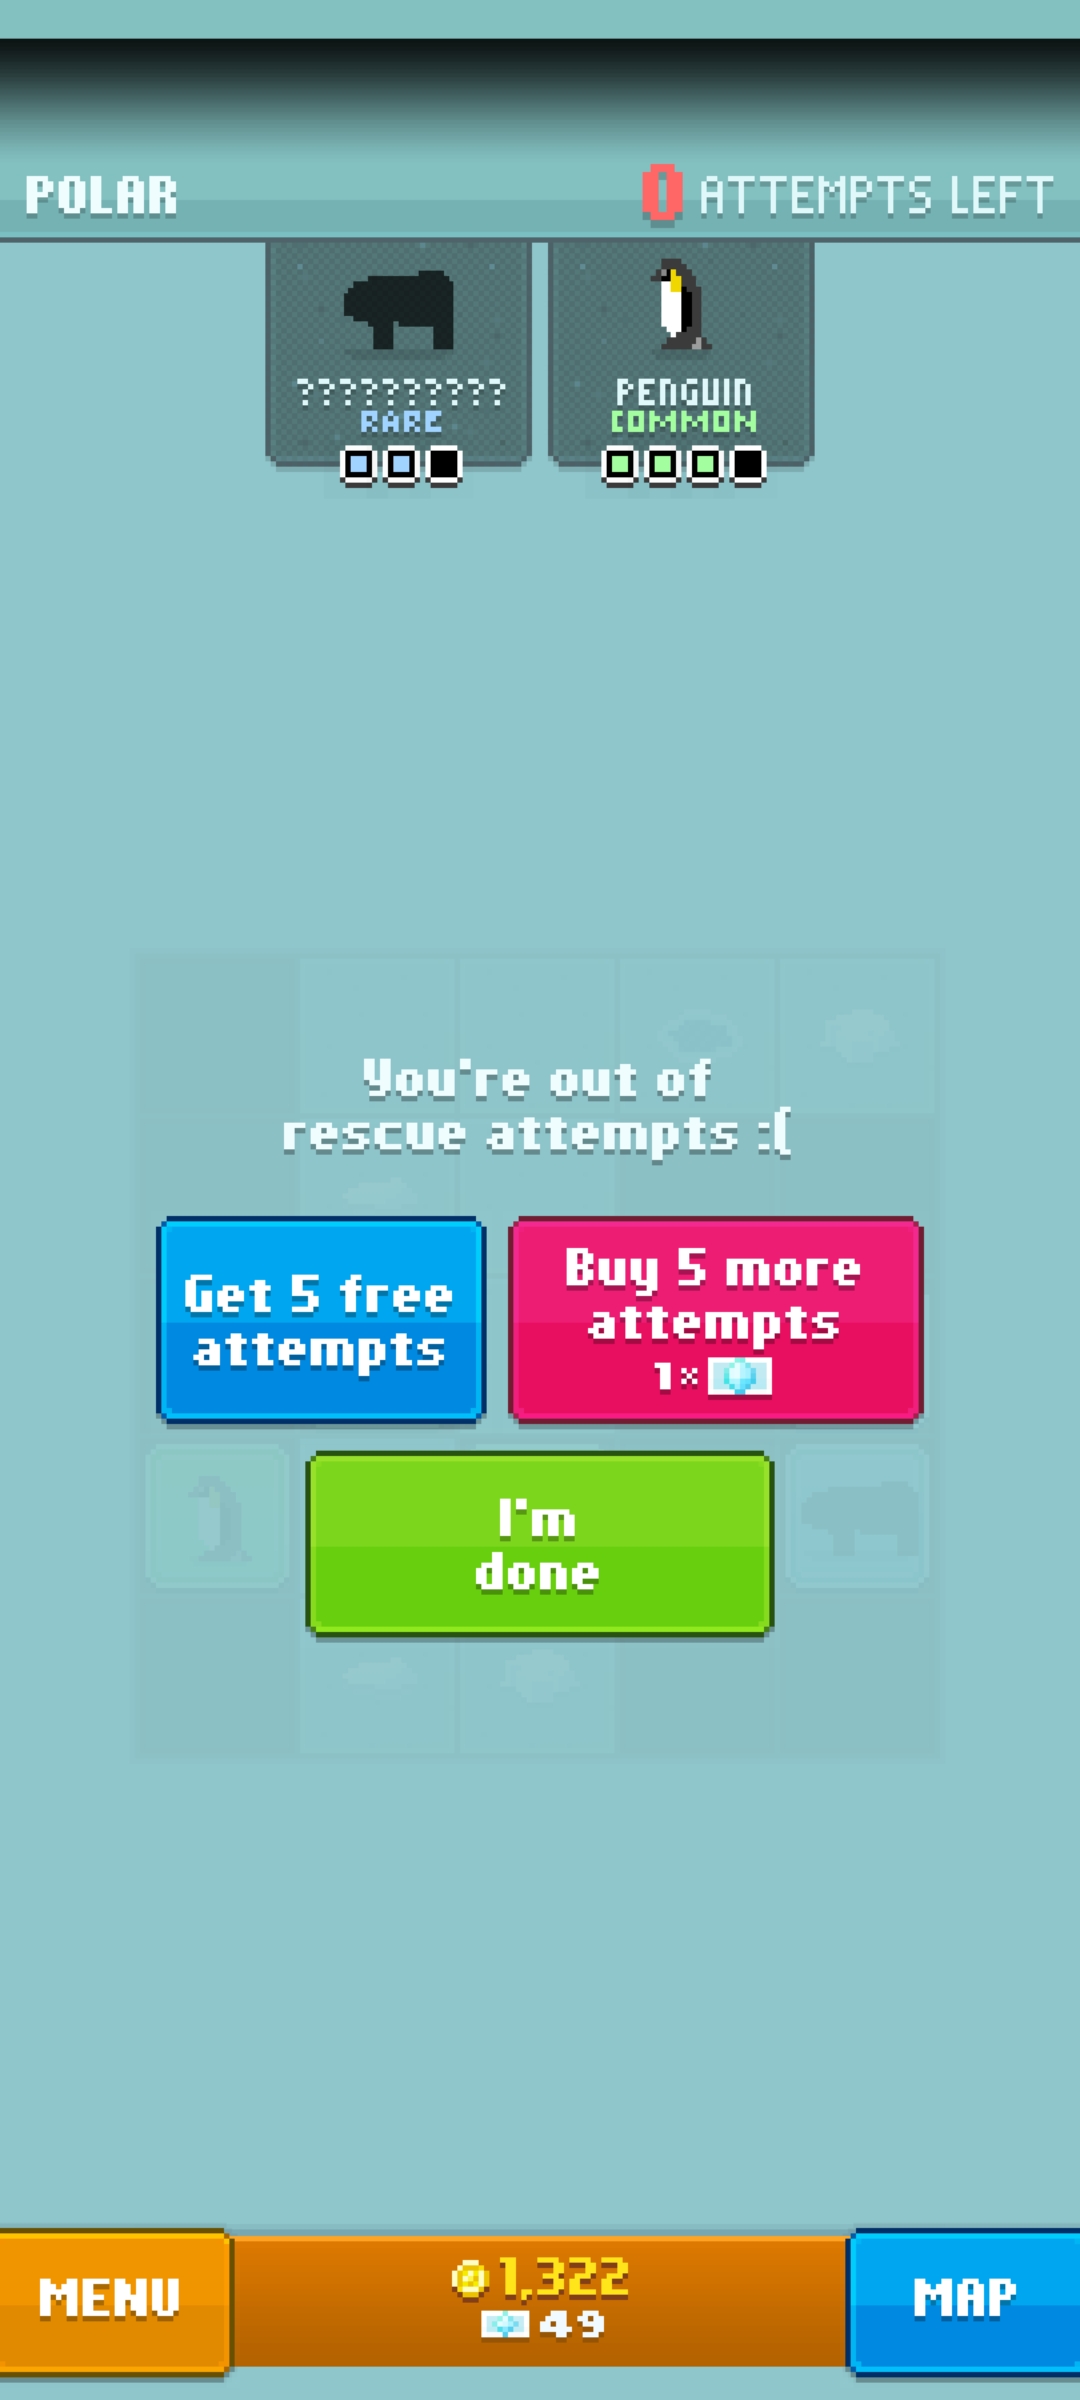 POLAR
0 ATTEMPTS LEFT
??????????
RARE
PENGUIN
COMMON
You're out of
rescue attempts :(
Get 5 free
attempts
Buy 5 more
attempts
1×
I'm
done
MENU
1,322
49
MAP